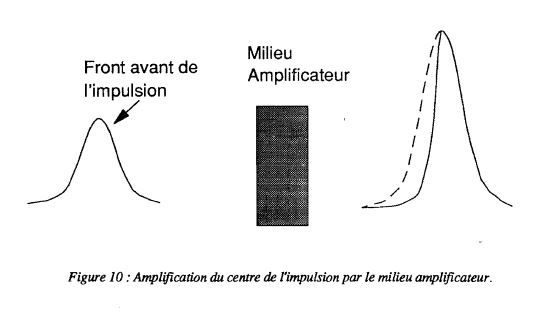 Front avant de
l'impulsion
Milieu
Amplificateur
Figure 10 : Amplification du centre de l'impulsion par le milieu amplificateur.